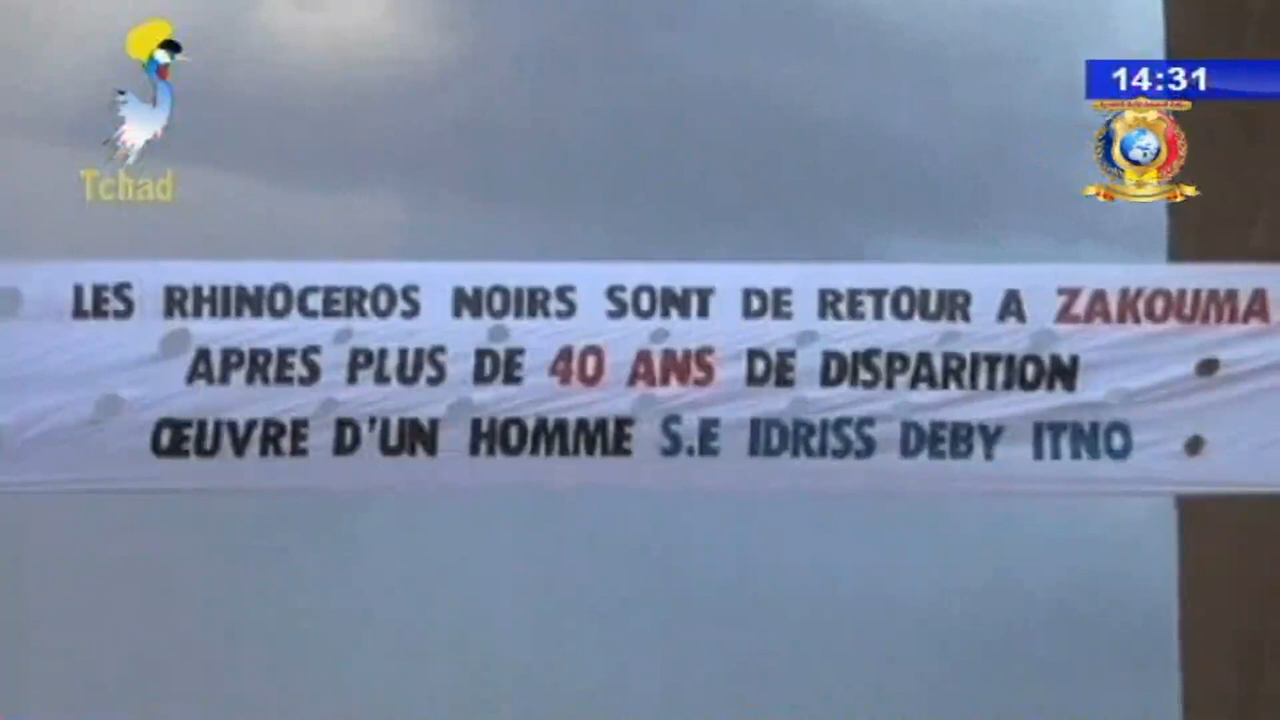 Tchad
14:31
LES RHINOCEROS NOIRS SONT DE RETOUR A ZAKOUMA
APRES PLUS DE 40 ANS DE DISPARITION
ŒUVRE D'UN HOMME S.E IDRISS DEBY ITNO